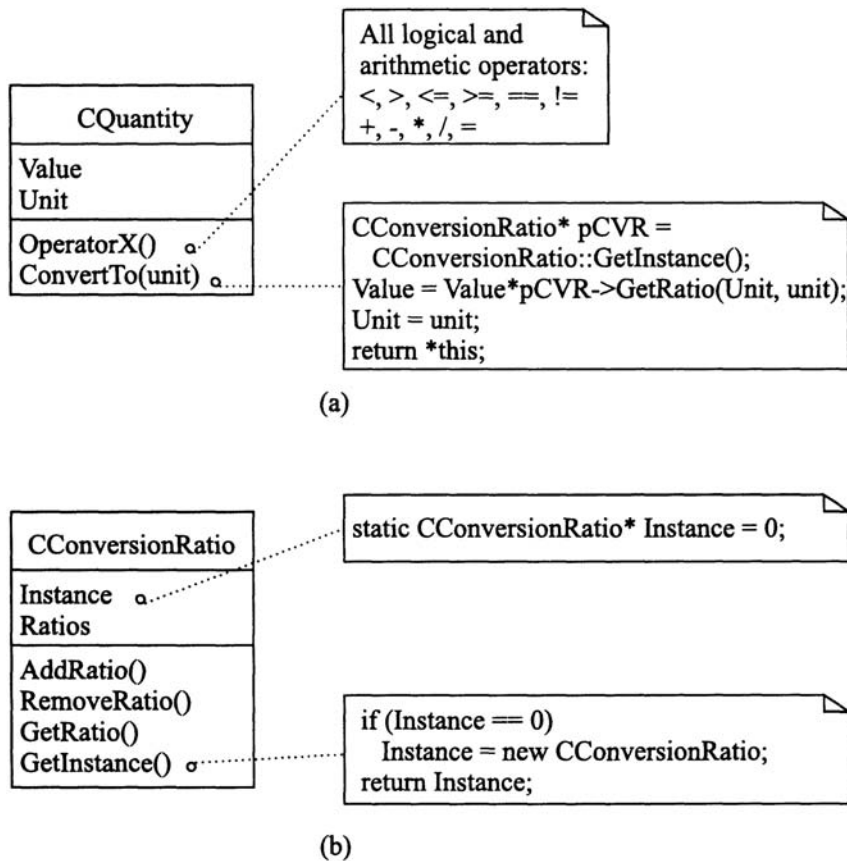 All logical and
arithmetic operators:
<, >, <=, >=, ==, !=
+, -, *, /, =
CQuantity
Value
Unit
OperatorX()
ConvertTo(unit)
CConversionRatio* pCVR =
CConversionRatio::GetInstance();
Value = Value*pCVR->GetRatio(Unit, unit);
Unit = unit;
return *this;
(a)
CConversionRatio
Instance
Ratios
AddRatio()
RemoveRatio()
GetRatio()
GetInstance()
static CConversionRatio* Instance = 0;
if (Instance == 0)
Instance = new CConversionRatio;
return Instance;
(b)